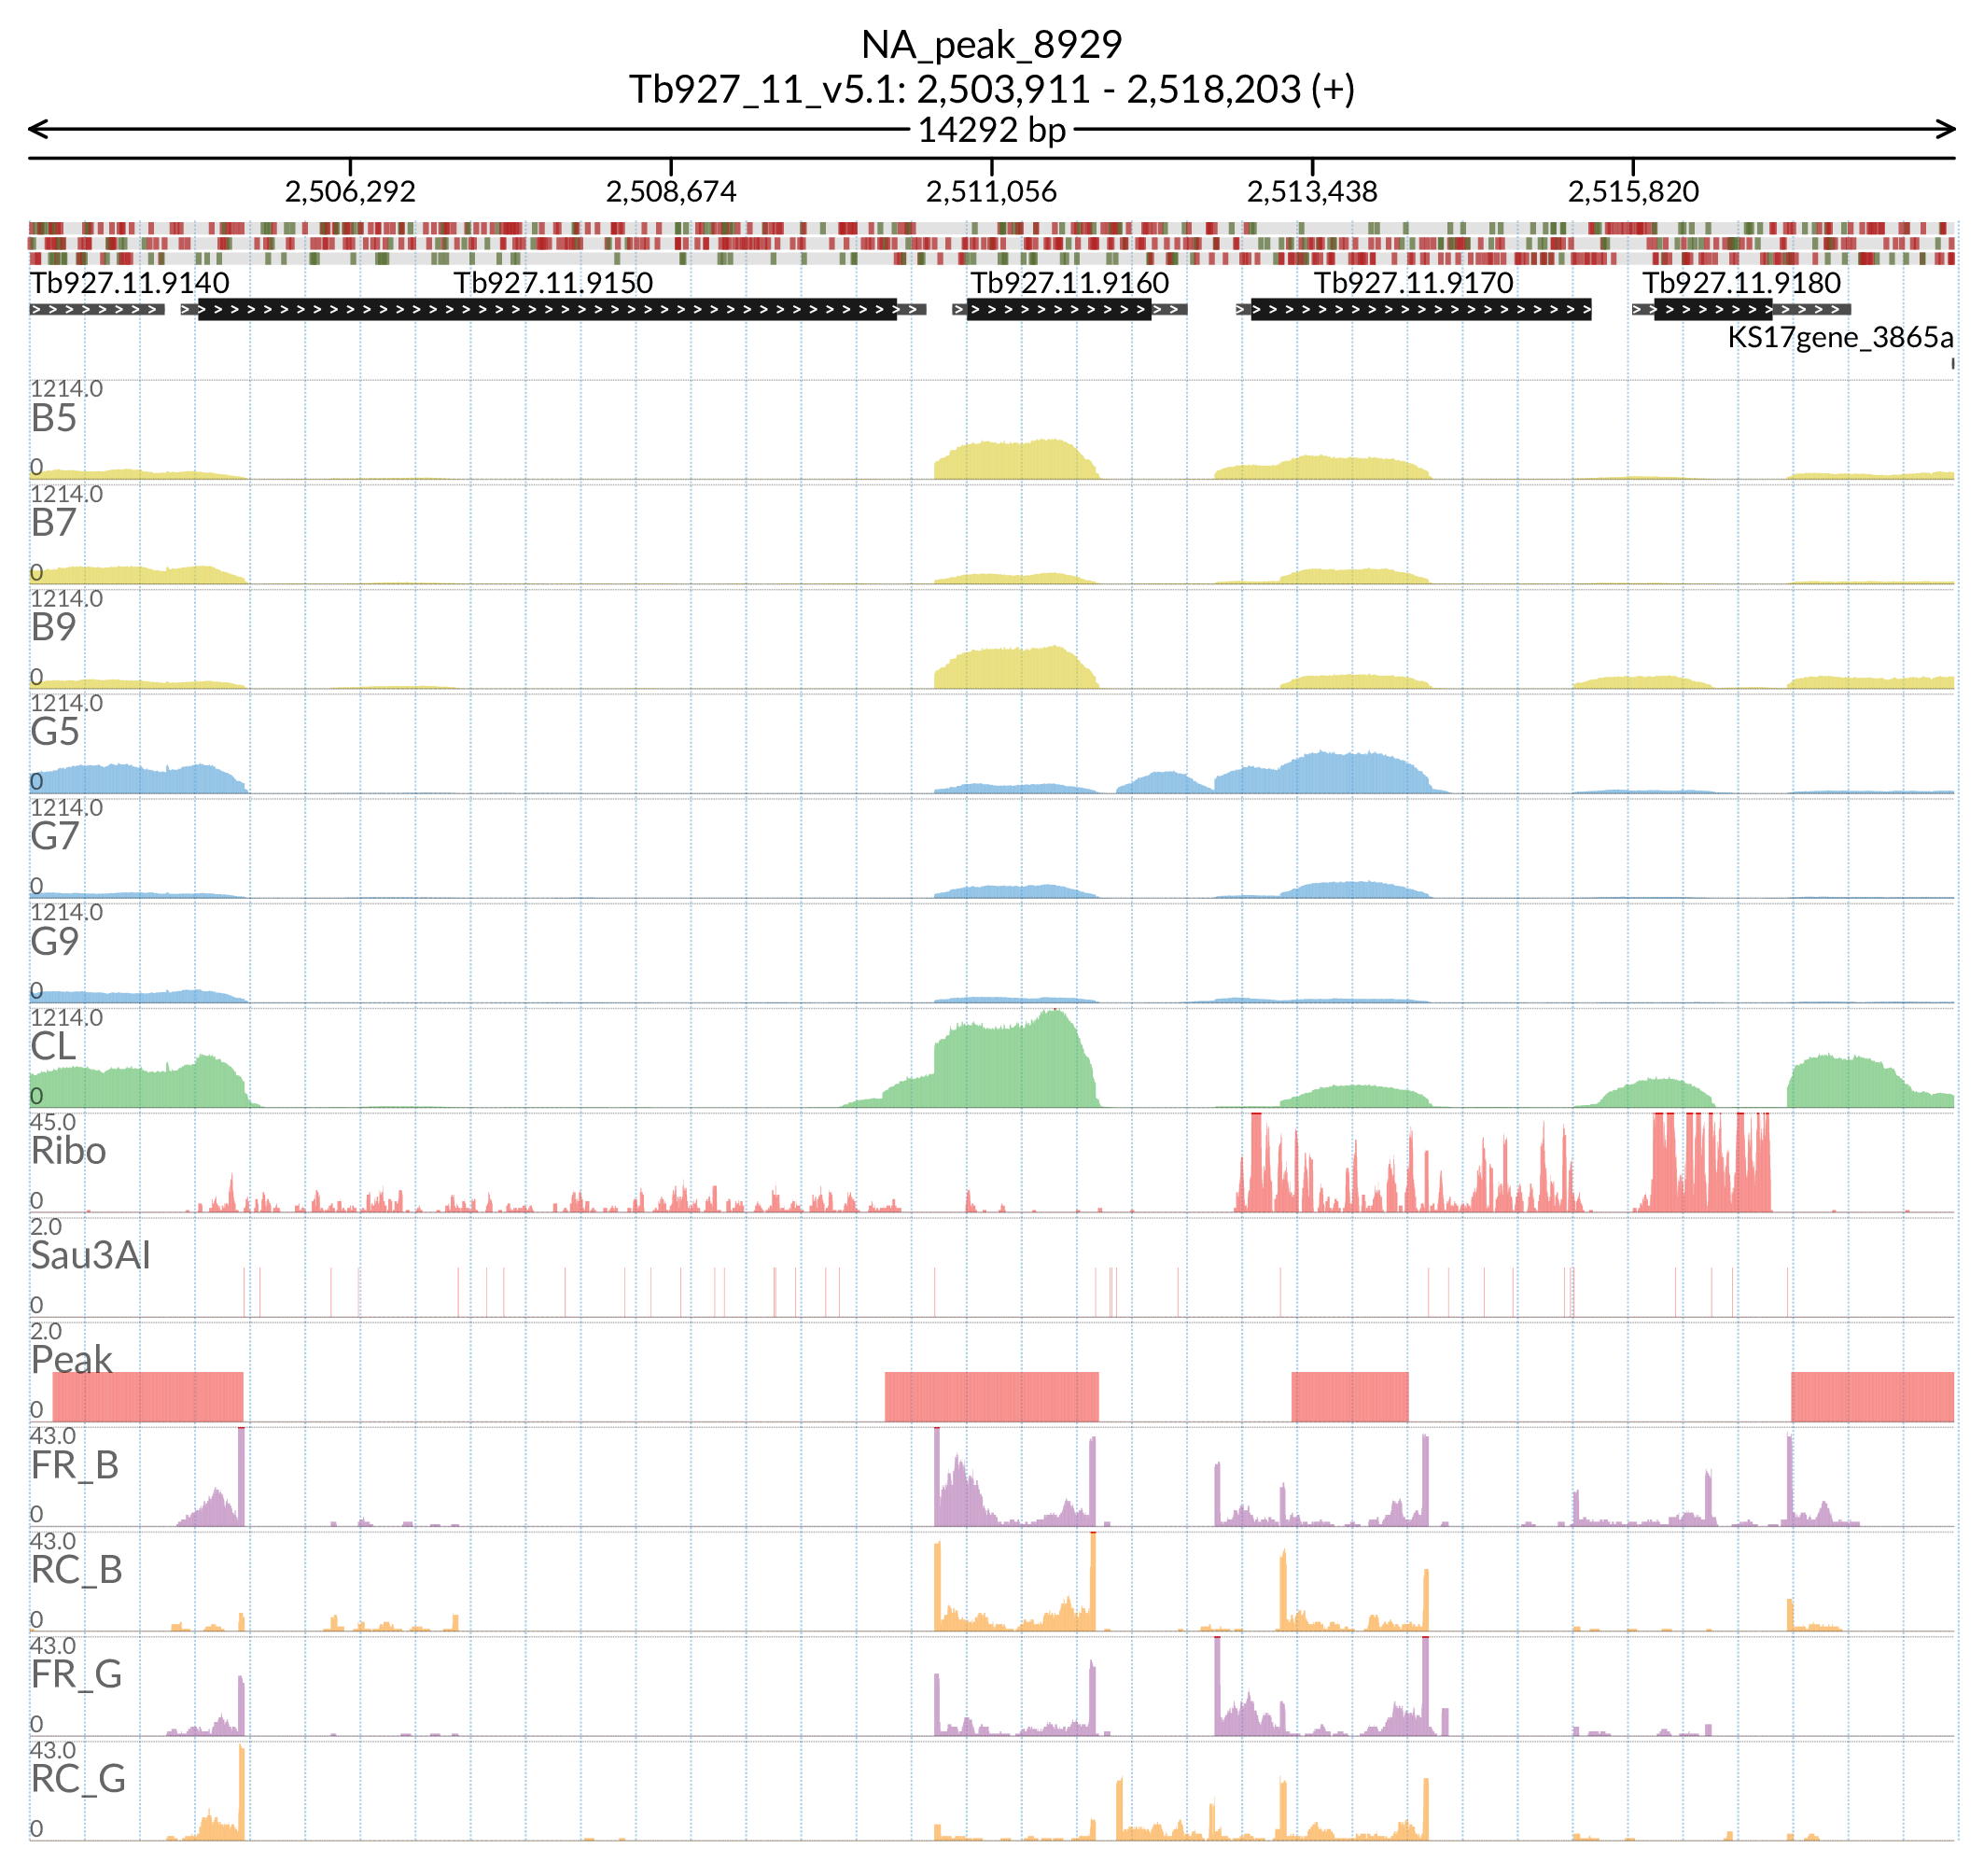 NA_peak_8929
Tb927_11_v5.1: 2,503,911 - 2,518,203 (+)
14292 bp
2,506,292 2,508,674 2,511,056 2,513,438 2,515,820
Tb927.11.9140 Tb927.11.9150 Tb927.11.9160 Tb927.11.9170 Tb927.11.9180
KS17gene_3865a
1214.0
B5
0
1214.0
B7
0
1214.0
B9
0
1214.0
G5
0
1214.0
G7
0
1214.0
G9
0
1214.0
CL
0
45.0
Ribo
0
2.0
Sau3AI
0
2.0
Peak
0
43.0
FR_B
0
43.0
RC_B
0
43.0
FR_G
0
43.0
RC_G
0